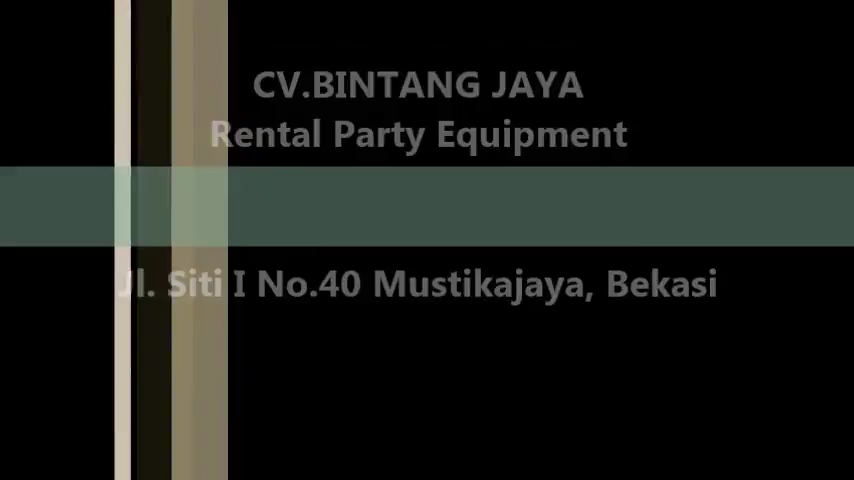 CV.BINTANG JAYA
Rental Party Equipment
Jl. Siti I No.40 Mustikajaya, Bekasi